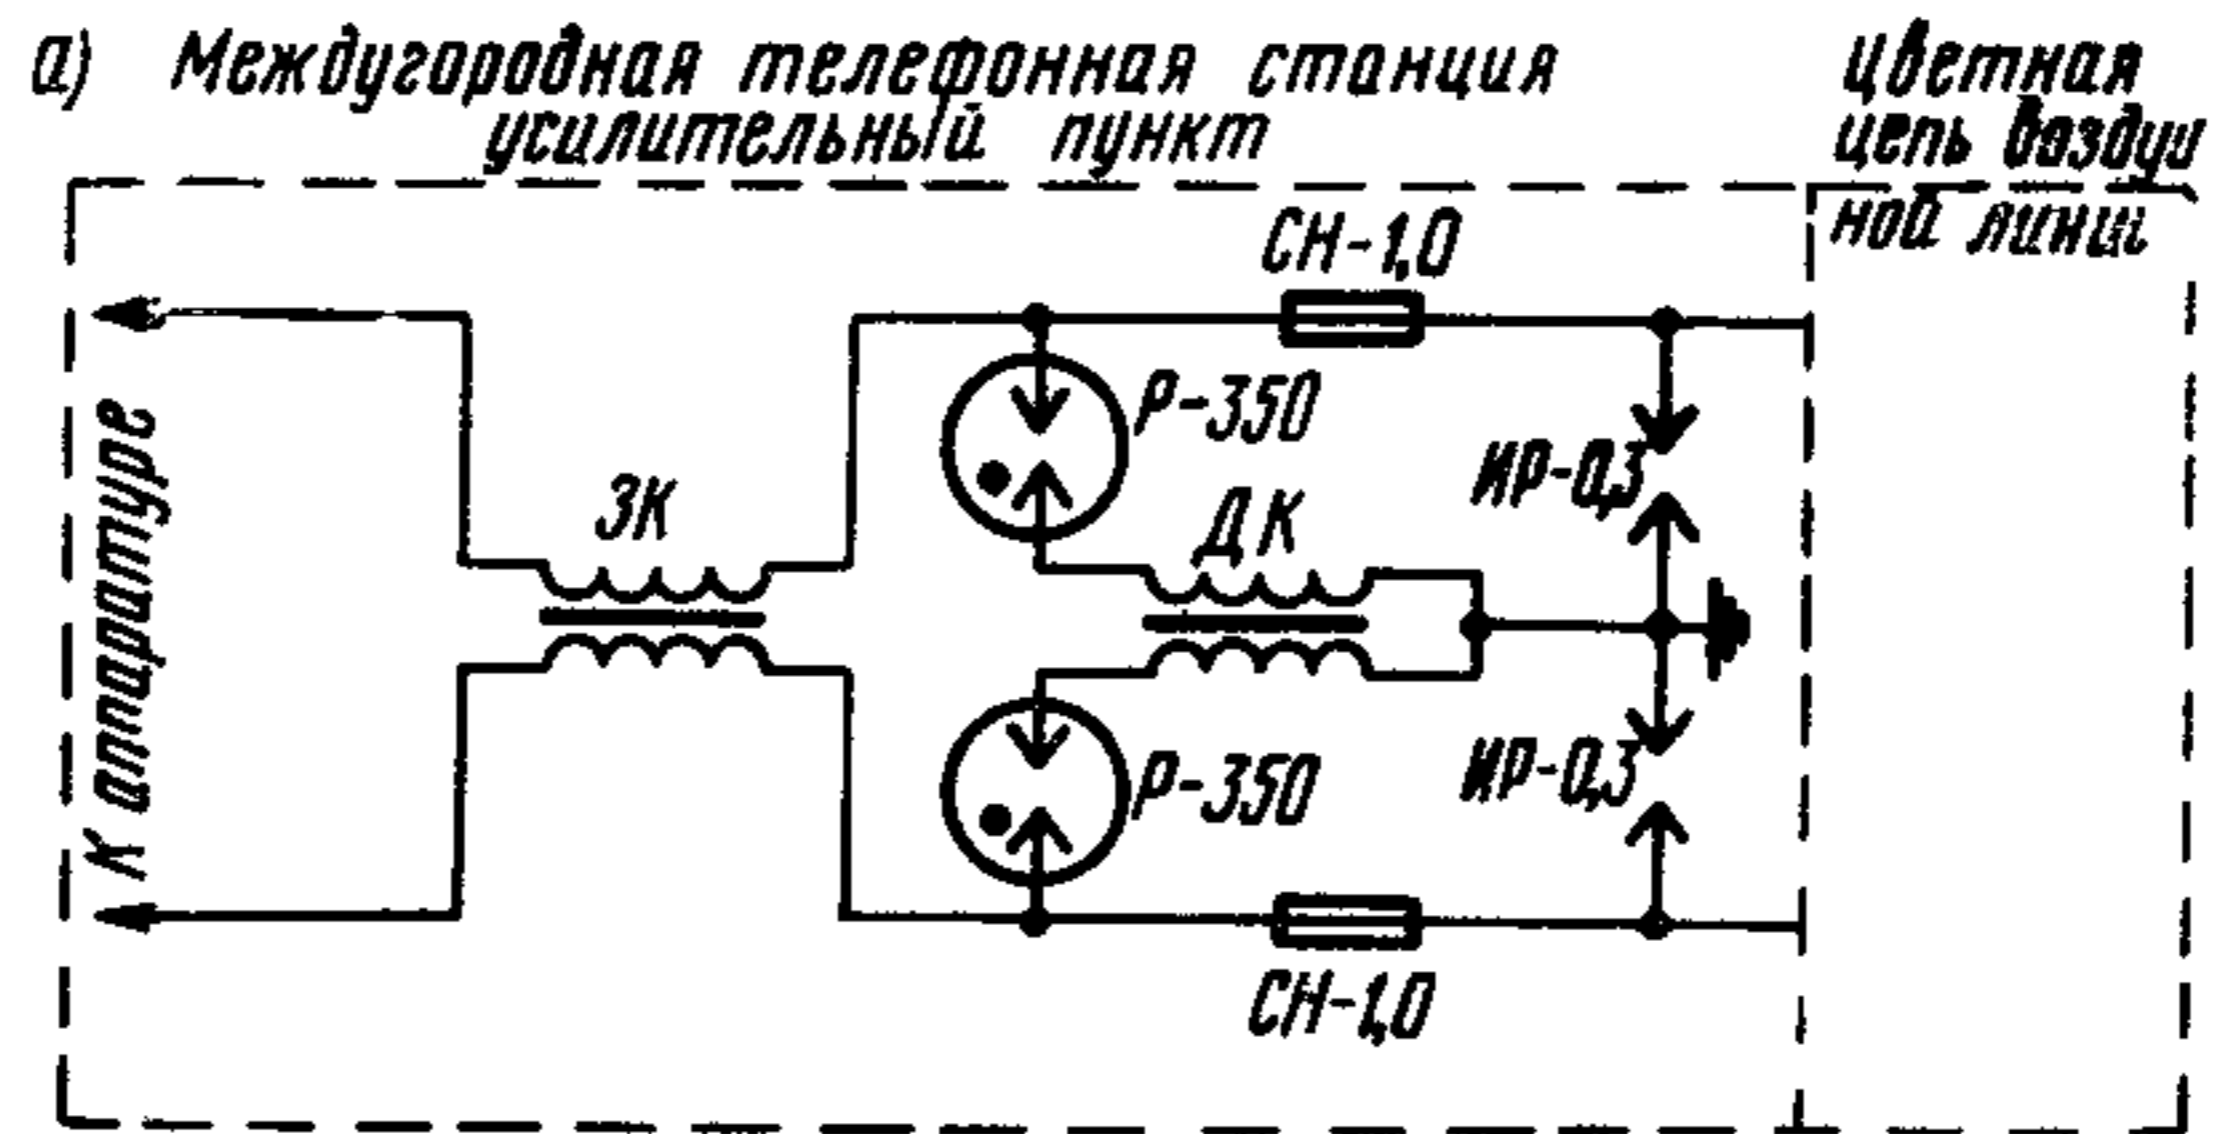 а) Междугородная телефонная станция
усилительный пункт
цветная
цепь воздуш
ной линии
СН-1,0
Р-350
ИР-0,3
ЗК
ДК
К аппаратуре
Р-350
ИР-0,3
СН-1,0